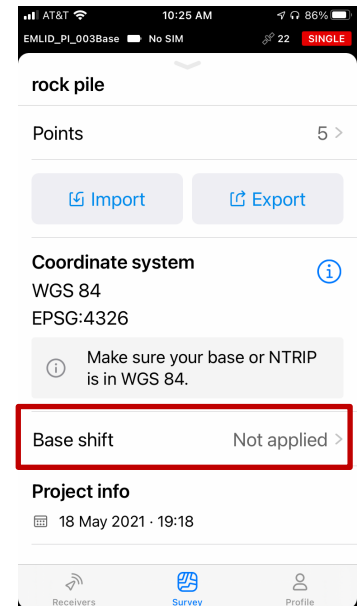 AT&T 10:25 AM 86%
EMLID_PI_003Base No SIM 22 SINGLE
rock pile
Points 5 >
Import Export
Coordinate system
WGS 84
EPSG:4326
Make sure your base or NTRIP
is in WGS 84.
Base shift Not applied >
Project info
18 May 2021 · 19:18
Receivers Survey Profile